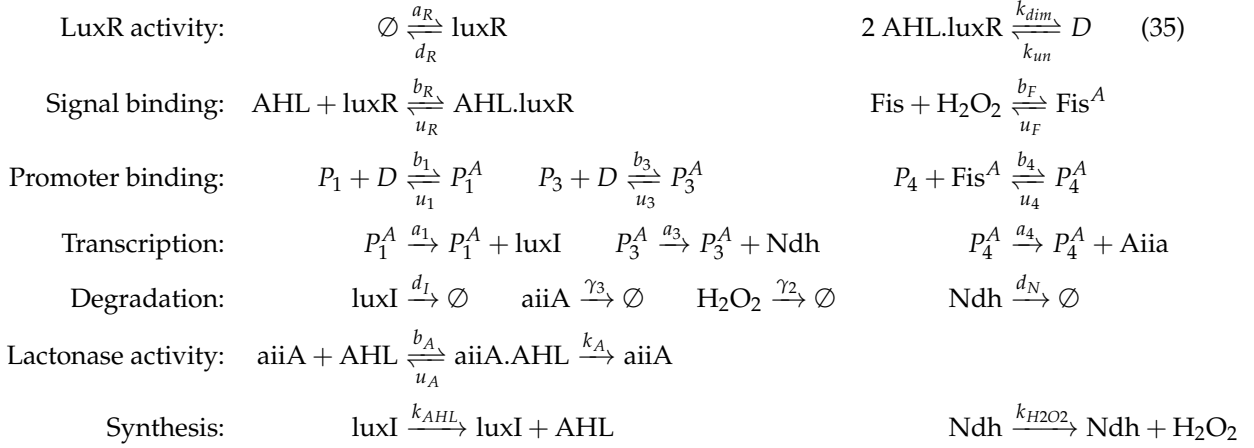 LuxR activity: ∅ ⇌ luxR (a_R, d_R) 2 AHL.luxR ⇌ D (k_dim, k_un) (35)
Signal binding: AHL + luxR ⇌ AHL.luxR (b_R, u_R) Fis + H₂O₂ ⇌ Fis^A (b_F, u_F)
Promoter binding: P₁ + D ⇌ P₁^A (b₁, u₁) P₃ + D ⇌ P₃^A (b₃, u₃) P₄ + Fis^A ⇌ P₄^A (b₄, u₄)
Transcription: P₁^A →(a₁) P₁^A + luxI P₃^A →(a₃) P₃^A + Ndh P₄^A →(a₄) P₄^A + Aiia
Degradation: luxI →(d_I) ∅ aiiA →(γ₃) ∅ H₂O₂ →(γ₂) ∅ Ndh →(d_N) ∅
Lactonase activity: aiiA + AHL ⇌ aiiA.AHL (b_A, u_A) →(k_A) aiiA
Synthesis: luxI →(k_AHL) luxI + AHL Ndh →(k_H2O2) Ndh + H₂O₂